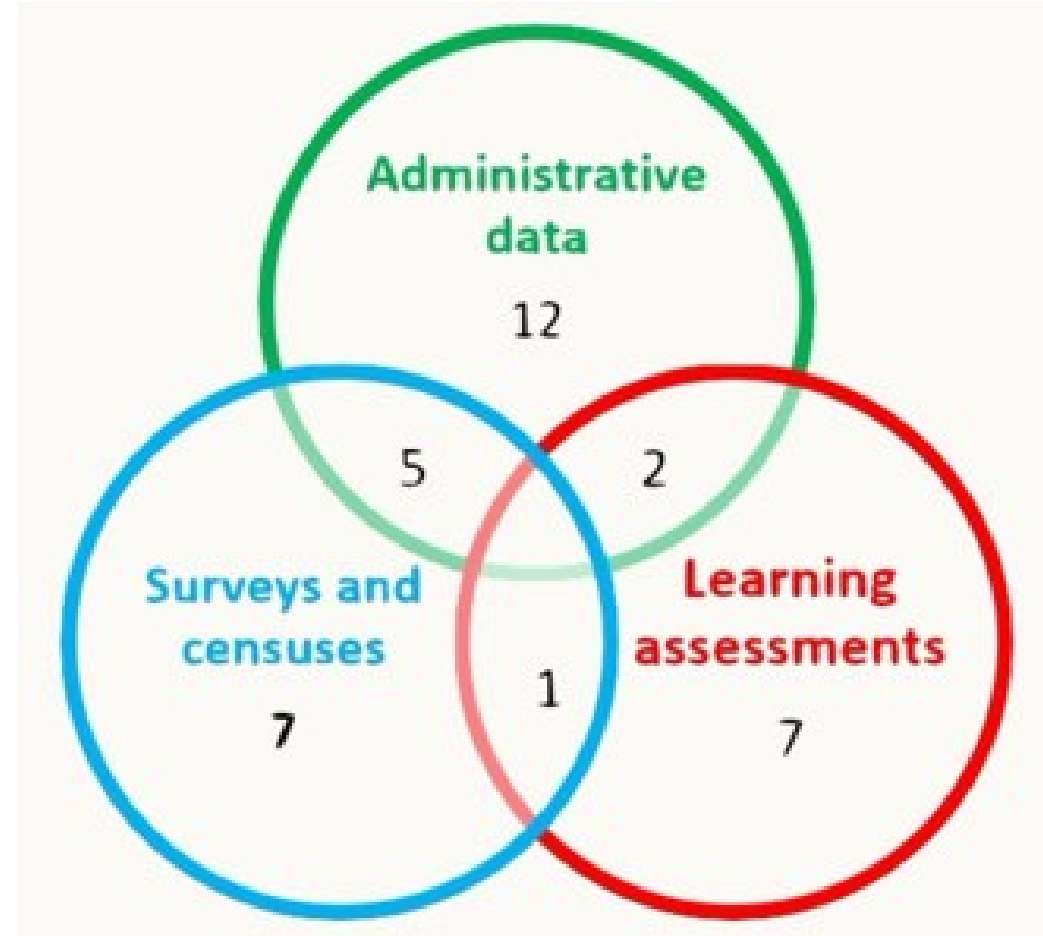 Administrative
data
12
5
2
Surveys and
censuses
7
Learning
assessments
7
1